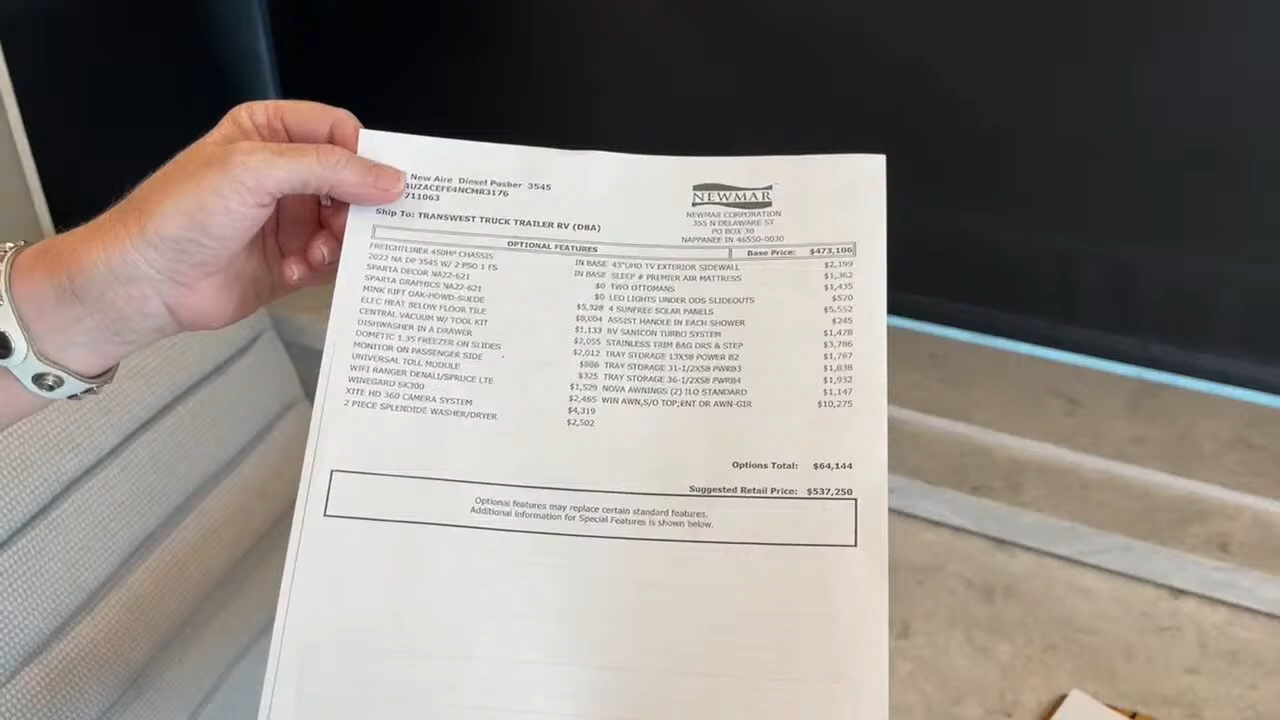 New Aire Diesel Pusher 3545
4UZACEFE4NCMR3176
711063
Ship To: TRANSWEST TRUCK TRAILER RV (DBA)
NEWMAR
NEWMAR CORPORATION
355 N DELAWARE ST
PO BOX 30
NAPPANEE IN 46550-0030
OPTIONAL FEATURES Base Price: $473,106
FREIGHTLINER 450HP CHASSIS IN BASE 43"UHD TV EXTERIOR SIDEWALL $2,199
2022 NA DP 3545 W/ 2 PSO 1 FS IN BASE SLEEP # PREMIER AIR MATTRESS $1,362
SPARTA DECOR NA22-621 $0 TWO OTTOMANS $1,435
SPARTA GRAPHICS NA22-621 $0 LED LIGHTS UNDER ODS SLIDEOUTS $570
MINK RIFT OAK-HDWD-SUEDE $5,328 4 SUNFREE SOLAR PANELS $5,552
ELEC HEAT BELOW FLOOR TILE $8,004 ASSIST HANDLE IN EACH SHOWER $245
CENTRAL VACUUM W/ TOOL KIT $1,133 RV SANICON TURBO SYSTEM $1,478
DISHWASHER IN A DRAWER $2,055 STAINLESS TRIM BAG DRS & STEP $3,786
DOMETIC 1.35 FREEZER ON SLIDES $2,012 TRAY STORAGE 13X58 POWER B2 $1,767
MONITOR ON PASSENGER SIDE $886 TRAY STORAGE 31-1/2X58 PWRB3 $1,838
UNIVERSAL TOLL MODULE $325 TRAY STORAGE 36-1/2X58 PWRB4 $1,932
WIFI RANGER DENALI/SPRUCE LTE $1,529 NOVA AWNINGS (2) ILO STANDARD $1,147
WINEGARD SK300 $2,465 WIN AWN,S/O TOP;ENT DR AWN-GIR $10,275
XITE HD 360 CAMERA SYSTEM $4,319
2 PIECE SPLENDIDE WASHER/DRYER $2,502
Options Total: $64,144
Suggested Retail Price: $537,250
Optional features may replace certain standard features.
Additional Information for Special Features is shown below.